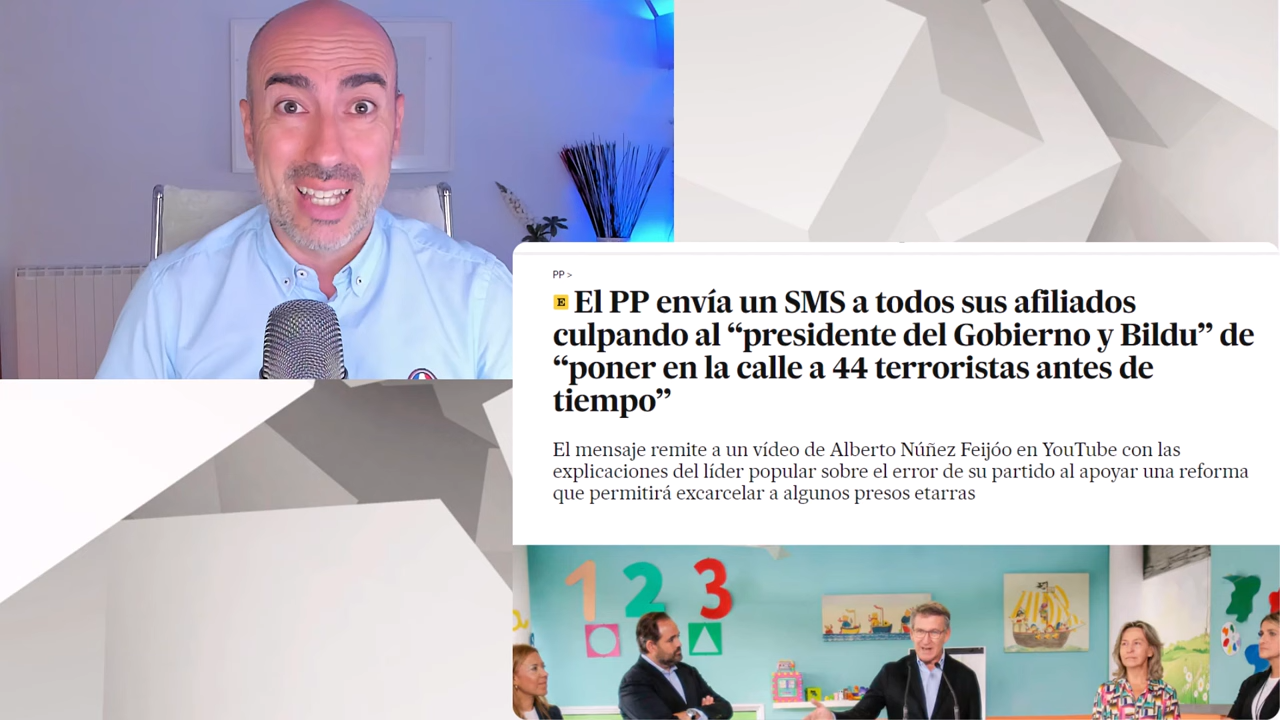 PP >
E El PP envía un SMS a todos sus afiliados
culpando al “presidente del Gobierno y Bildu” de
“poner en la calle a 44 terroristas antes de
tiempo”
El mensaje remite a un vídeo de Alberto Núñez Feijóo en YouTube con las
explicaciones del líder popular sobre el error de su partido al apoyar una reforma
que permitirá excarcelar a algunos presos etarras
1 2 3